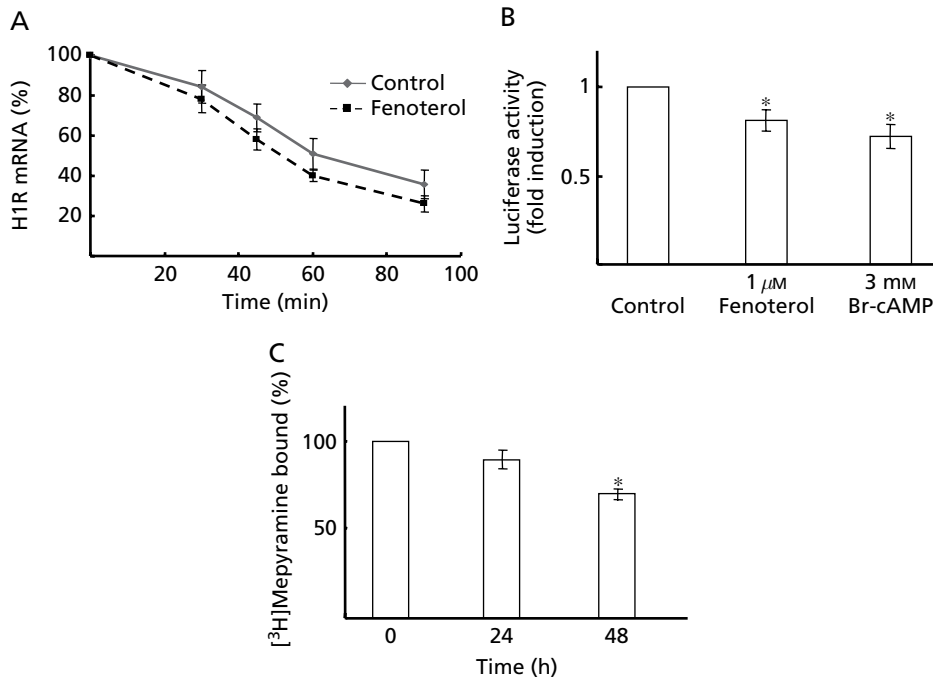 A
H1R mRNA (%)
100
80
60
40
20
Control
Fenoterol
20 40 60 80 100
Time (min)
B
Luciferase activity
(fold induction)
1
0.5
*
*
Control
1 μM
Fenoterol
3 mM
Br-cAMP
C
[³H]Mepyramine bound (%)
100
50
*
0 24 48
Time (h)